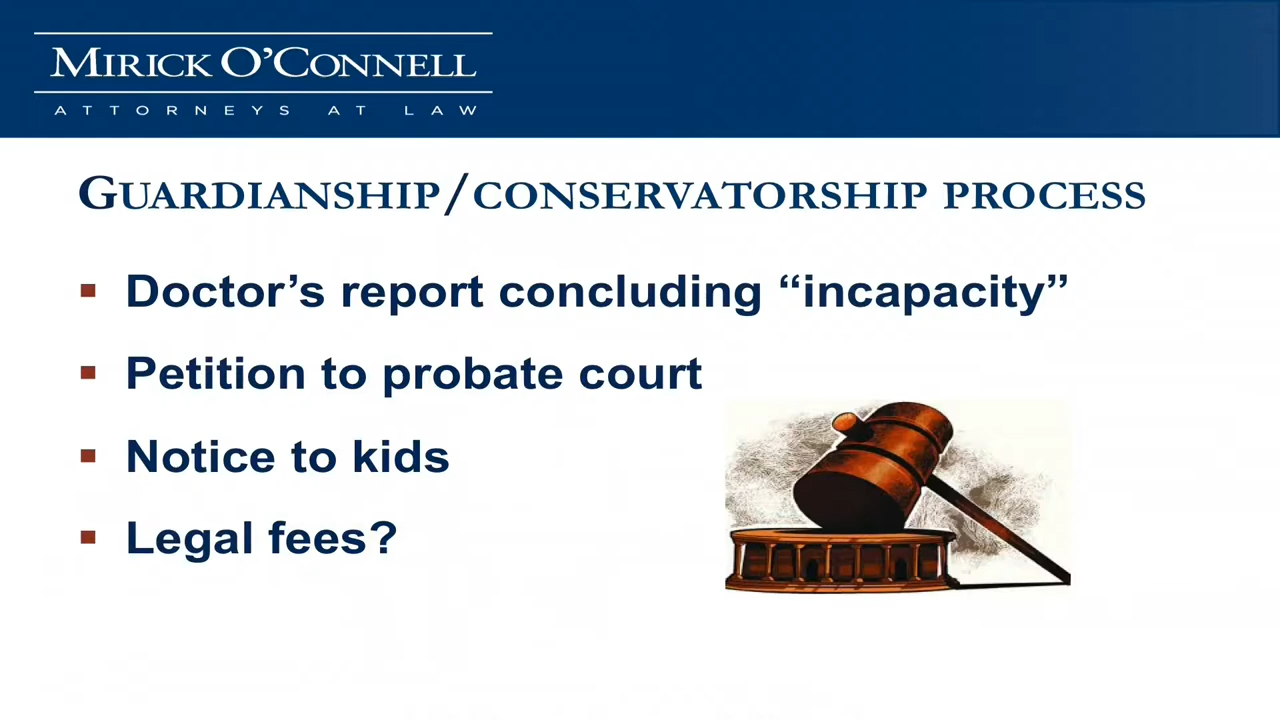 MIRICK O’CONNELL
ATTORNEYS AT LAW
GUARDIANSHIP/CONSERVATORSHIP PROCESS
▪ Doctor’s report concluding “incapacity”
▪ Petition to probate court
▪ Notice to kids
▪ Legal fees?